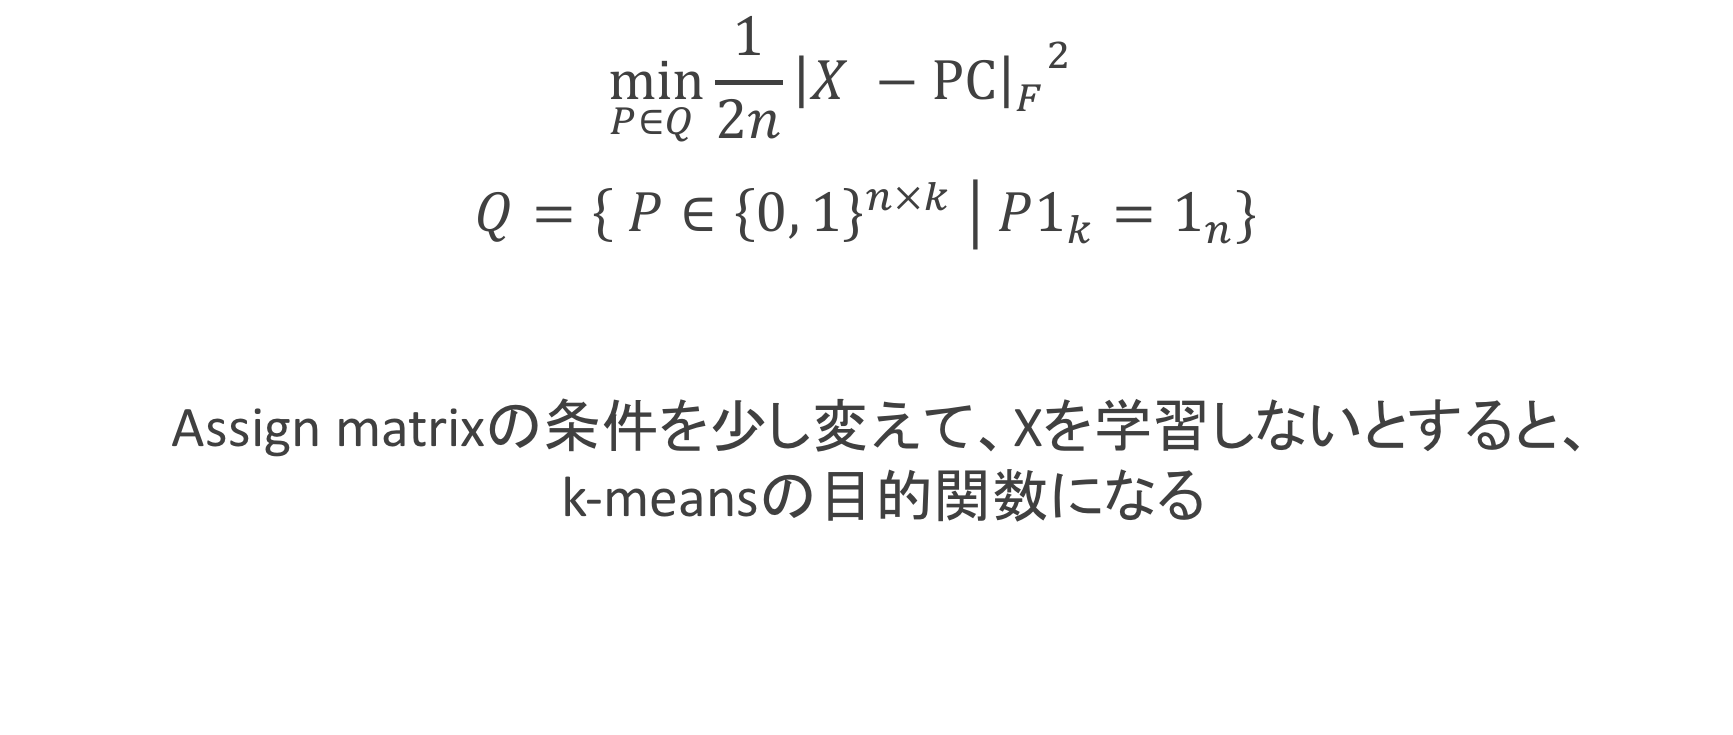 min P∈Q 1/2n |X − PC|_F ²
Q = { P ∈ {0, 1}^{n×k} | P1_k = 1_n}
Assign matrixの条件を少し変えて、Xを学習しないとすると、
k-meansの目的関数になる